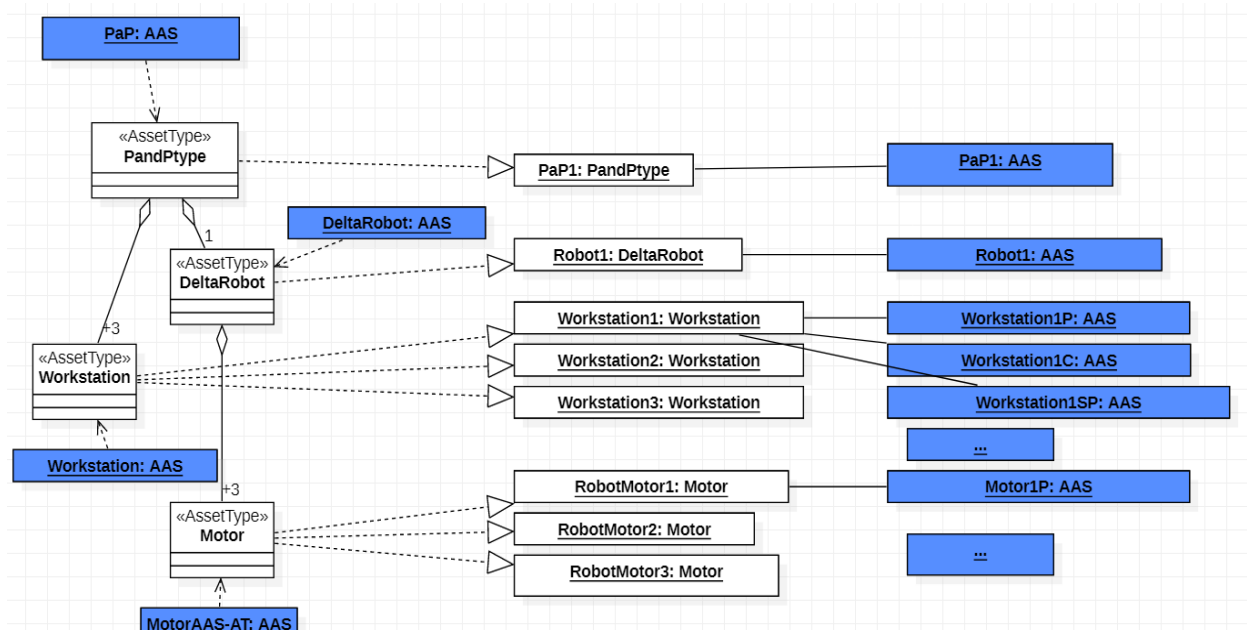 PaP: AAS
«AssetType»
PandPtype
PaP1: PandPtype
PaP1: AAS
DeltaRobot: AAS
1
«AssetType»
DeltaRobot
Robot1: DeltaRobot
Robot1: AAS
+3
«AssetType»
Workstation
Workstation1: Workstation
Workstation1P: AAS
Workstation2: Workstation
Workstation1C: AAS
Workstation3: Workstation
Workstation1SP: AAS
...
Workstation: AAS
+3
«AssetType»
Motor
RobotMotor1: Motor
Motor1P: AAS
RobotMotor2: Motor
...
RobotMotor3: Motor
MotorAAS-AT: AAS